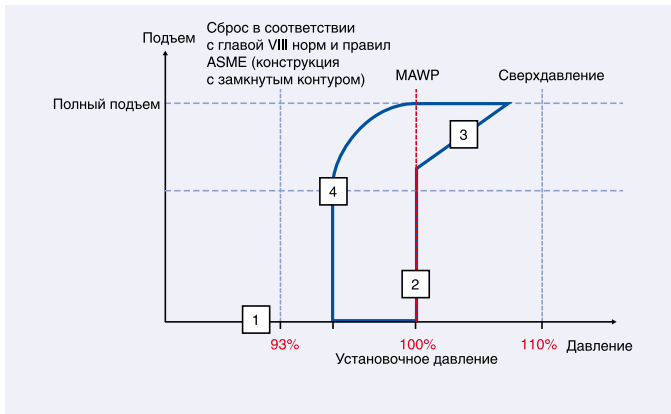 Сброс в соответствии
с главой VIII норм и правил
ASME (конструкция
с замкнутым контуром)
Подъем
MAWP
Сверхдавление
Полный подъем
3
4
2
1
93%
100%
110%
Давление
Установочное давление